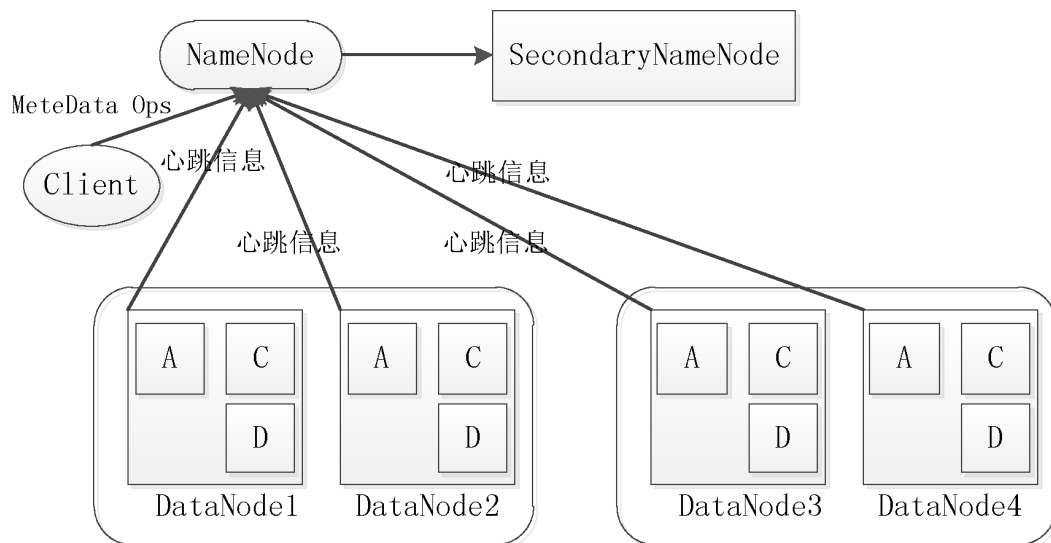 NameNode
SecondaryNameNode
MeteData Ops
Client
心跳信息
心跳信息
心跳信息
心跳信息
A C
D
DataNode1
A C
D
DataNode2
A C
D
DataNode3
A C
D
DataNode4